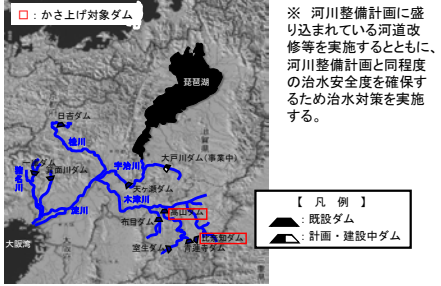 □：かさ上げ対象ダム
※ 河川整備計画に盛
り込まれている河道改
修等を実施するとともに、
河川整備計画と同程度
の治水安全度を確保す
るため治水対策を実施
する。
琵琶湖
日吉ダム
桂川
一庫ダム
箕面川ダム
猪名川
宇治川
大戸川ダム(事業中)
天ヶ瀬ダム
木津川
淀川
高山ダム
布目ダム
大阪湾
比奈知ダム
室生ダム
青蓮寺ダム
【 凡 例 】
：既設ダム
：計画・建設中ダム